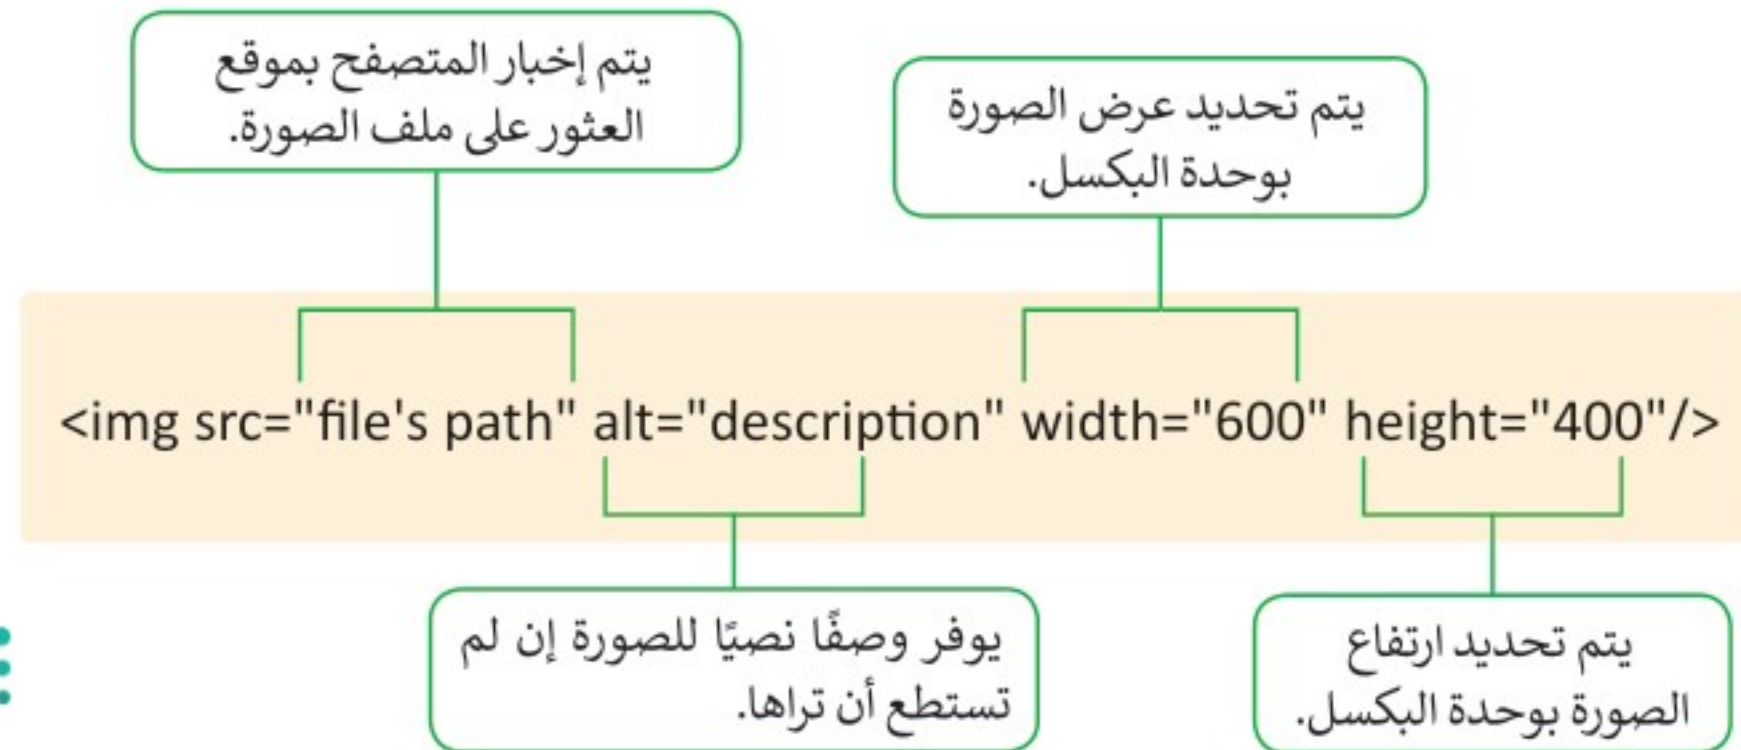 يتم إخبار المتصفح بموقع
العثور على ملف الصورة.
يتم تحديد عرض الصورة
بوحدة البكسل.
<img src="file's path" alt="description" width="600" height="400"/>
يوفر وصفًا نصيًا للصورة إن لم
تستطع أن تراها.
يتم تحديد ارتفاع
الصورة بوحدة البكسل.